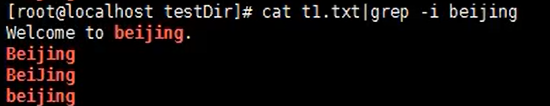 [root@localhost testDir]# cat t1.txt|grep -i beijing
Welcome to beijing.
Beijing
BeiJing
beijing